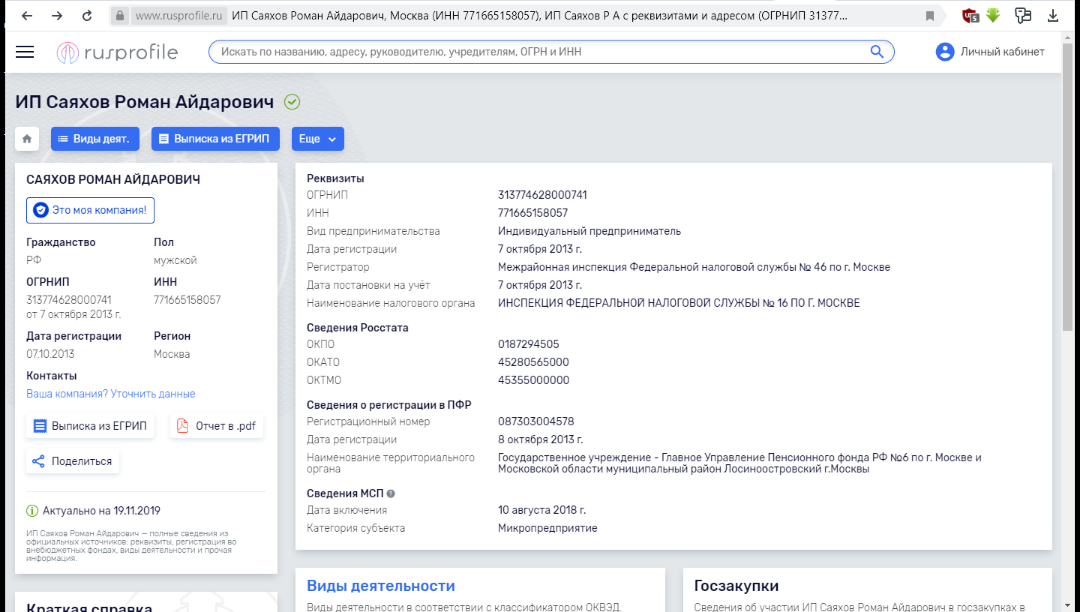 www.rusprofile.ru ИП Саяхов Роман Айдарович, Москва (ИНН 771665158057), ИП Саяхов Р А с реквизитами и адресом (ОГРНИП 31377...
rusprofile
Искать по названию, адресу, руководителю, учредителям, ОГРН и ИНН
Личный кабинет
ИП Саяхов Роман Айдарович
Виды деят.
Выписка из ЕГРИП
Еще
САЯХОВ РОМАН АЙДАРОВИЧ
Это моя компания!
Гражданство Пол
РФ мужской
ОГРНИП ИНН
313774628000741 771665158057
от 7 октября 2013 г.
Дата регистрации Регион
07.10.2013 Москва
Контакты
Ваша компания? Уточнить данные
Выписка из ЕГРИП Отчет в .pdf
Поделиться
Актуально на 19.11.2019
ИП Саяхов Роман Айдарович — полные сведения из
официальных источников: реквизиты, регистрация во
внебюджетных фондах, виды деятельности и прочая
информация.
Краткая справка
Реквизиты
ОГРНИП 313774628000741
ИНН 771665158057
Вид предпринимательства Индивидуальный предприниматель
Дата регистрации 7 октября 2013 г.
Регистратор Межрайонная инспекция Федеральной налоговой службы № 46 по г. Москве
Дата постановки на учёт 7 октября 2013 г.
Наименование налогового органа ИНСПЕКЦИЯ ФЕДЕРАЛЬНОЙ НАЛОГОВОЙ СЛУЖБЫ № 16 ПО Г. МОСКВЕ
Сведения Росстата
ОКПО 0187294505
ОКАТО 45280565000
ОКТМО 45355000000
Сведения о регистрации в ПФР
Регистрационный номер 087303004578
Дата регистрации 8 октября 2013 г.
Наименование территориального Государственное учреждение - Главное Управление Пенсионного фонда РФ №6 по г. Москве и
органа Московской области муниципальный район Лосиноостровский г.Москвы
Сведения МСП
Дата включения 10 августа 2018 г.
Категория субъекта Микропредприятие
Виды деятельности
Виды деятельности в соответствии с классификатором ОКВЭД.
Госзакупки
Сведения об участии ИП Саяхов Роман Айдарович в госзакупках в